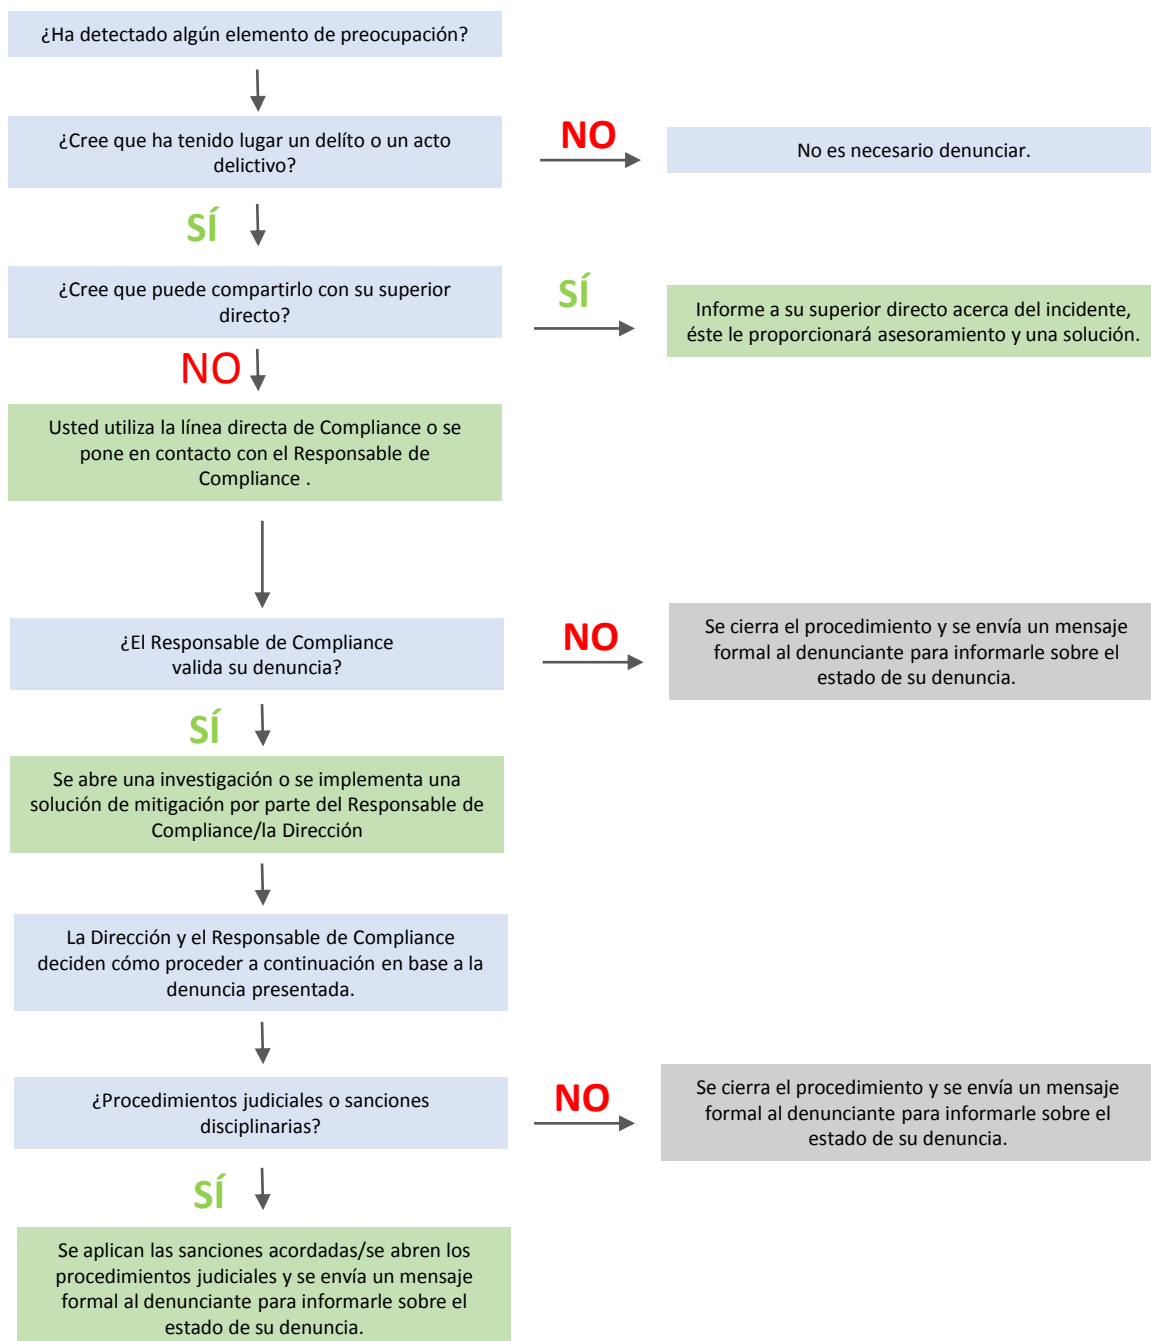 ¿Ha detectado algún elemento de preocupación?
¿Cree que ha tenido lugar un delíto o un acto
delictivo?
NO
No es necesario denunciar.
SÍ
¿Cree que puede compartirlo con su superior
directo?
SÍ
Informe a su superior directo acerca del incidente,
éste le proporcionará asesoramiento y una solución.
NO
Usted utiliza la línea directa de Compliance o se
pone en contacto con el Responsable de
Compliance .
¿El Responsable de Compliance
valida su denuncia?
NO
Se cierra el procedimiento y se envía un mensaje
formal al denunciante para informarle sobre el
estado de su denuncia.
SÍ
Se abre una investigación o se implementa una
solución de mitigación por parte del Responsable de
Compliance/la Dirección
La Dirección y el Responsable de Compliance
deciden cómo proceder a continuación en base a la
denuncia presentada.
¿Procedimientos judiciales o sanciones
disciplinarias?
NO
Se cierra el procedimiento y se envía un mensaje
formal al denunciante para informarle sobre el
estado de su denuncia.
SÍ
Se aplican las sanciones acordadas/se abren los
procedimientos judiciales y se envía un mensaje
formal al denunciante para informarle sobre el
estado de su denuncia.